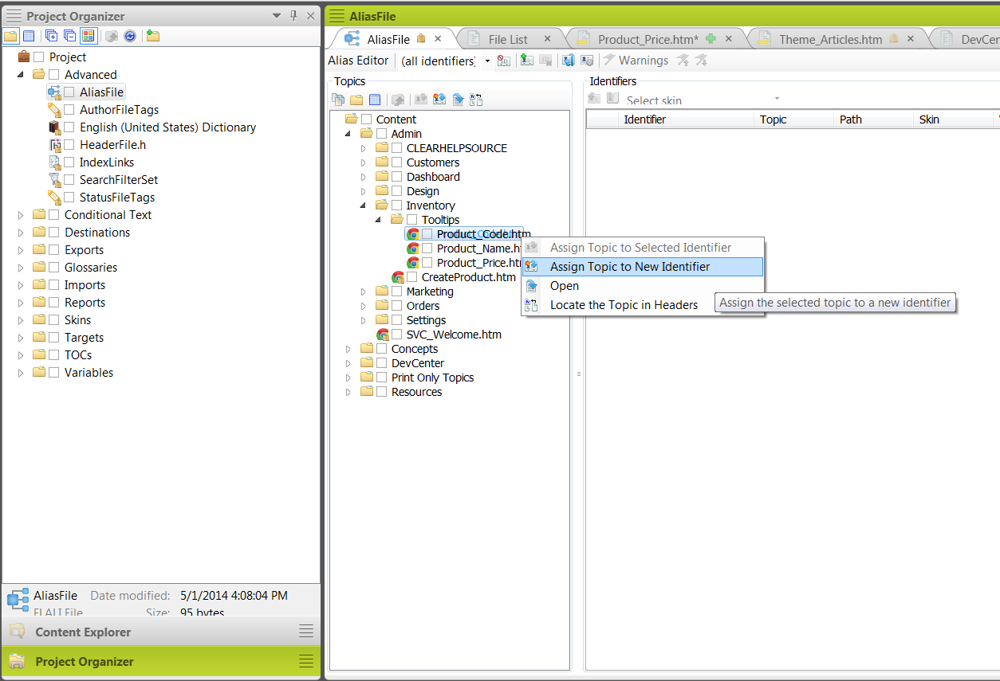 Project Organizer
Project
Advanced
AliasFile
AuthorFileTags
English (United States) Dictionary
HeaderFile.h
IndexLinks
SearchFilterSet
StatusFileTags
Conditional Text
Destinations
Exports
Glossaries
Imports
Reports
Skins
Targets
TOCs
Variables
AliasFile Date modified: 5/1/2014 4:08:04 PM
FLALI File Size: 95 bytes
Content Explorer
Project Organizer
AliasFile
AliasFile File List Product_Price.htm* Theme_Articles.htm DevCen
Alias Editor (all identifiers) Warnings
Topics
Content
Admin
CLEARHELPSOURCE
Customers
Dashboard
Design
Inventory
Tooltips
Product_Code.htm
Product_Name.h
Product_Price.htm
CreateProduct.htm
Marketing
Orders
Settings
SVC_Welcome.htm
Concepts
DevCenter
Print Only Topics
Resources
Assign Topic to Selected Identifier
Assign Topic to New Identifier
Open
Locate the Topic in Headers
Assign the selected topic to a new identifier
Identifiers
Select skin
Identifier Topic Path Skin